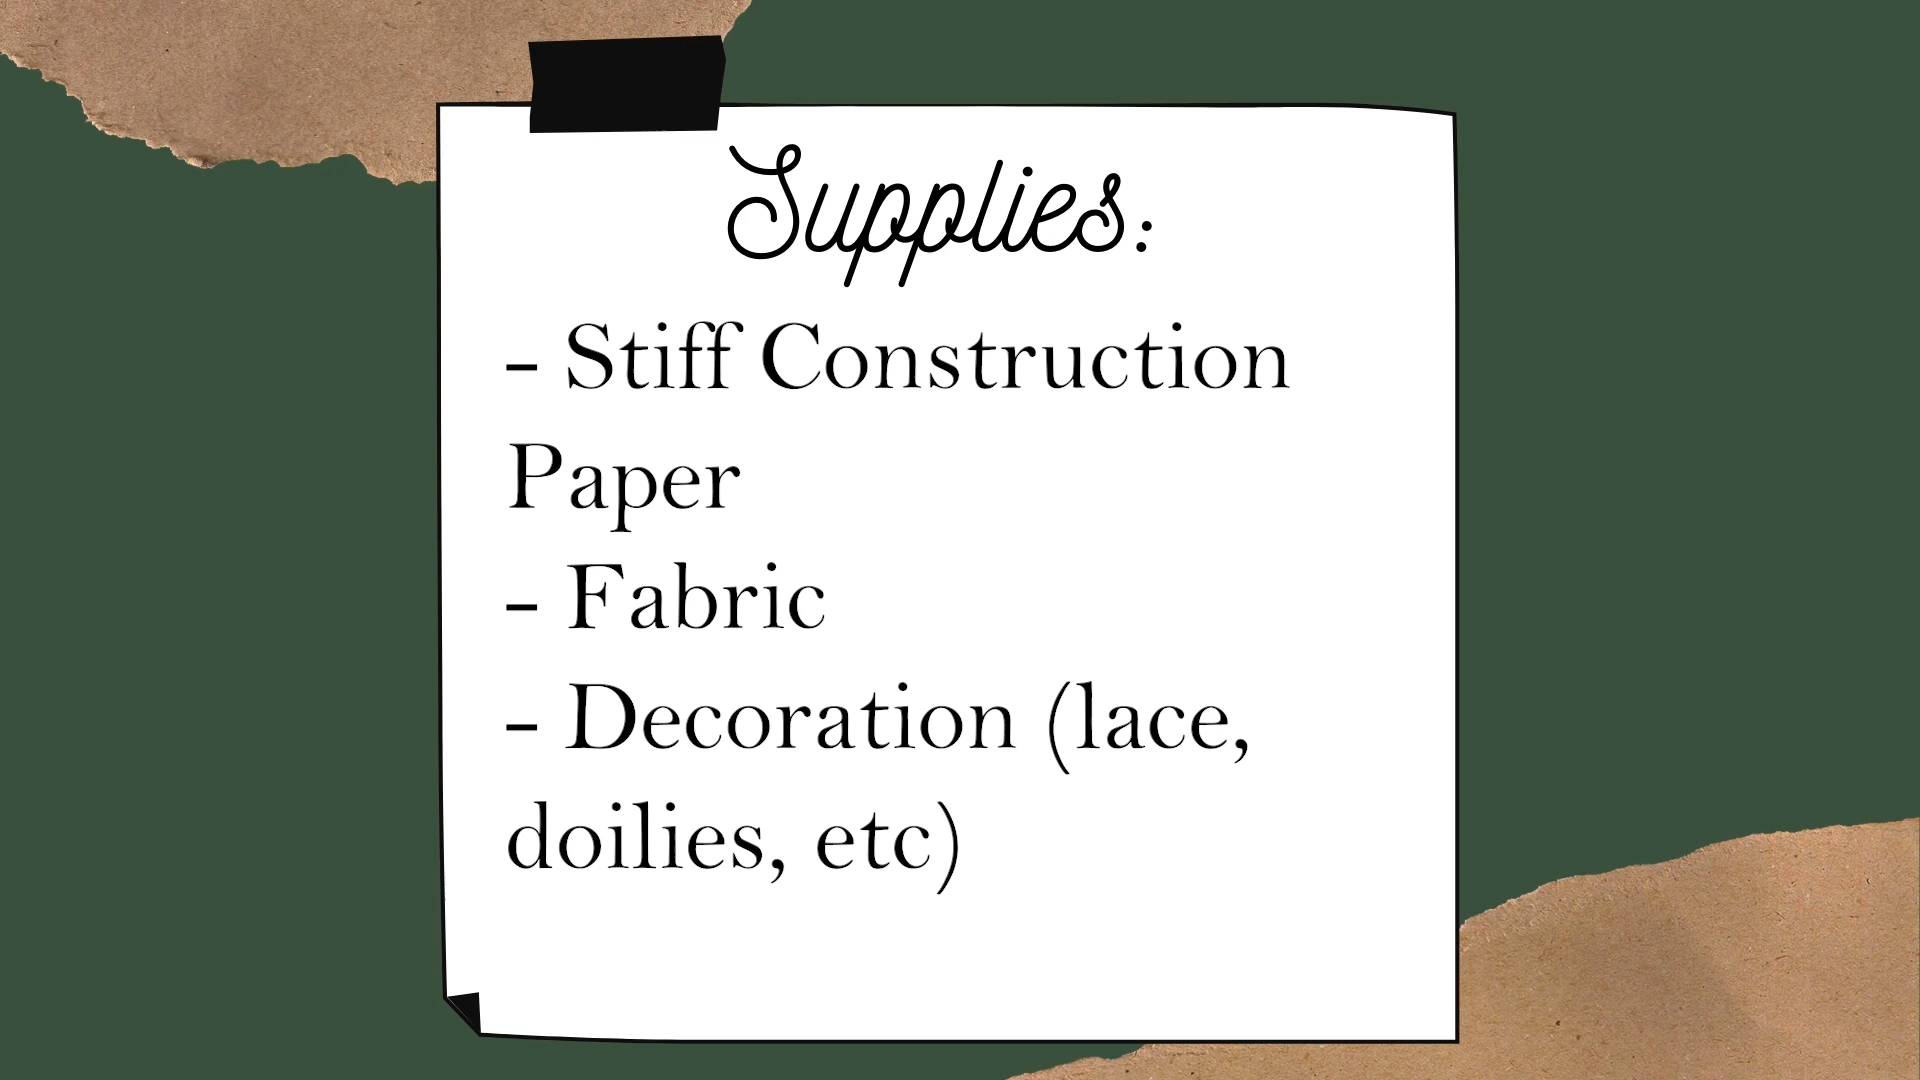 Supplies:
- Stiff Construction
Paper
- Fabric
- Decoration (lace,
doilies, etc)